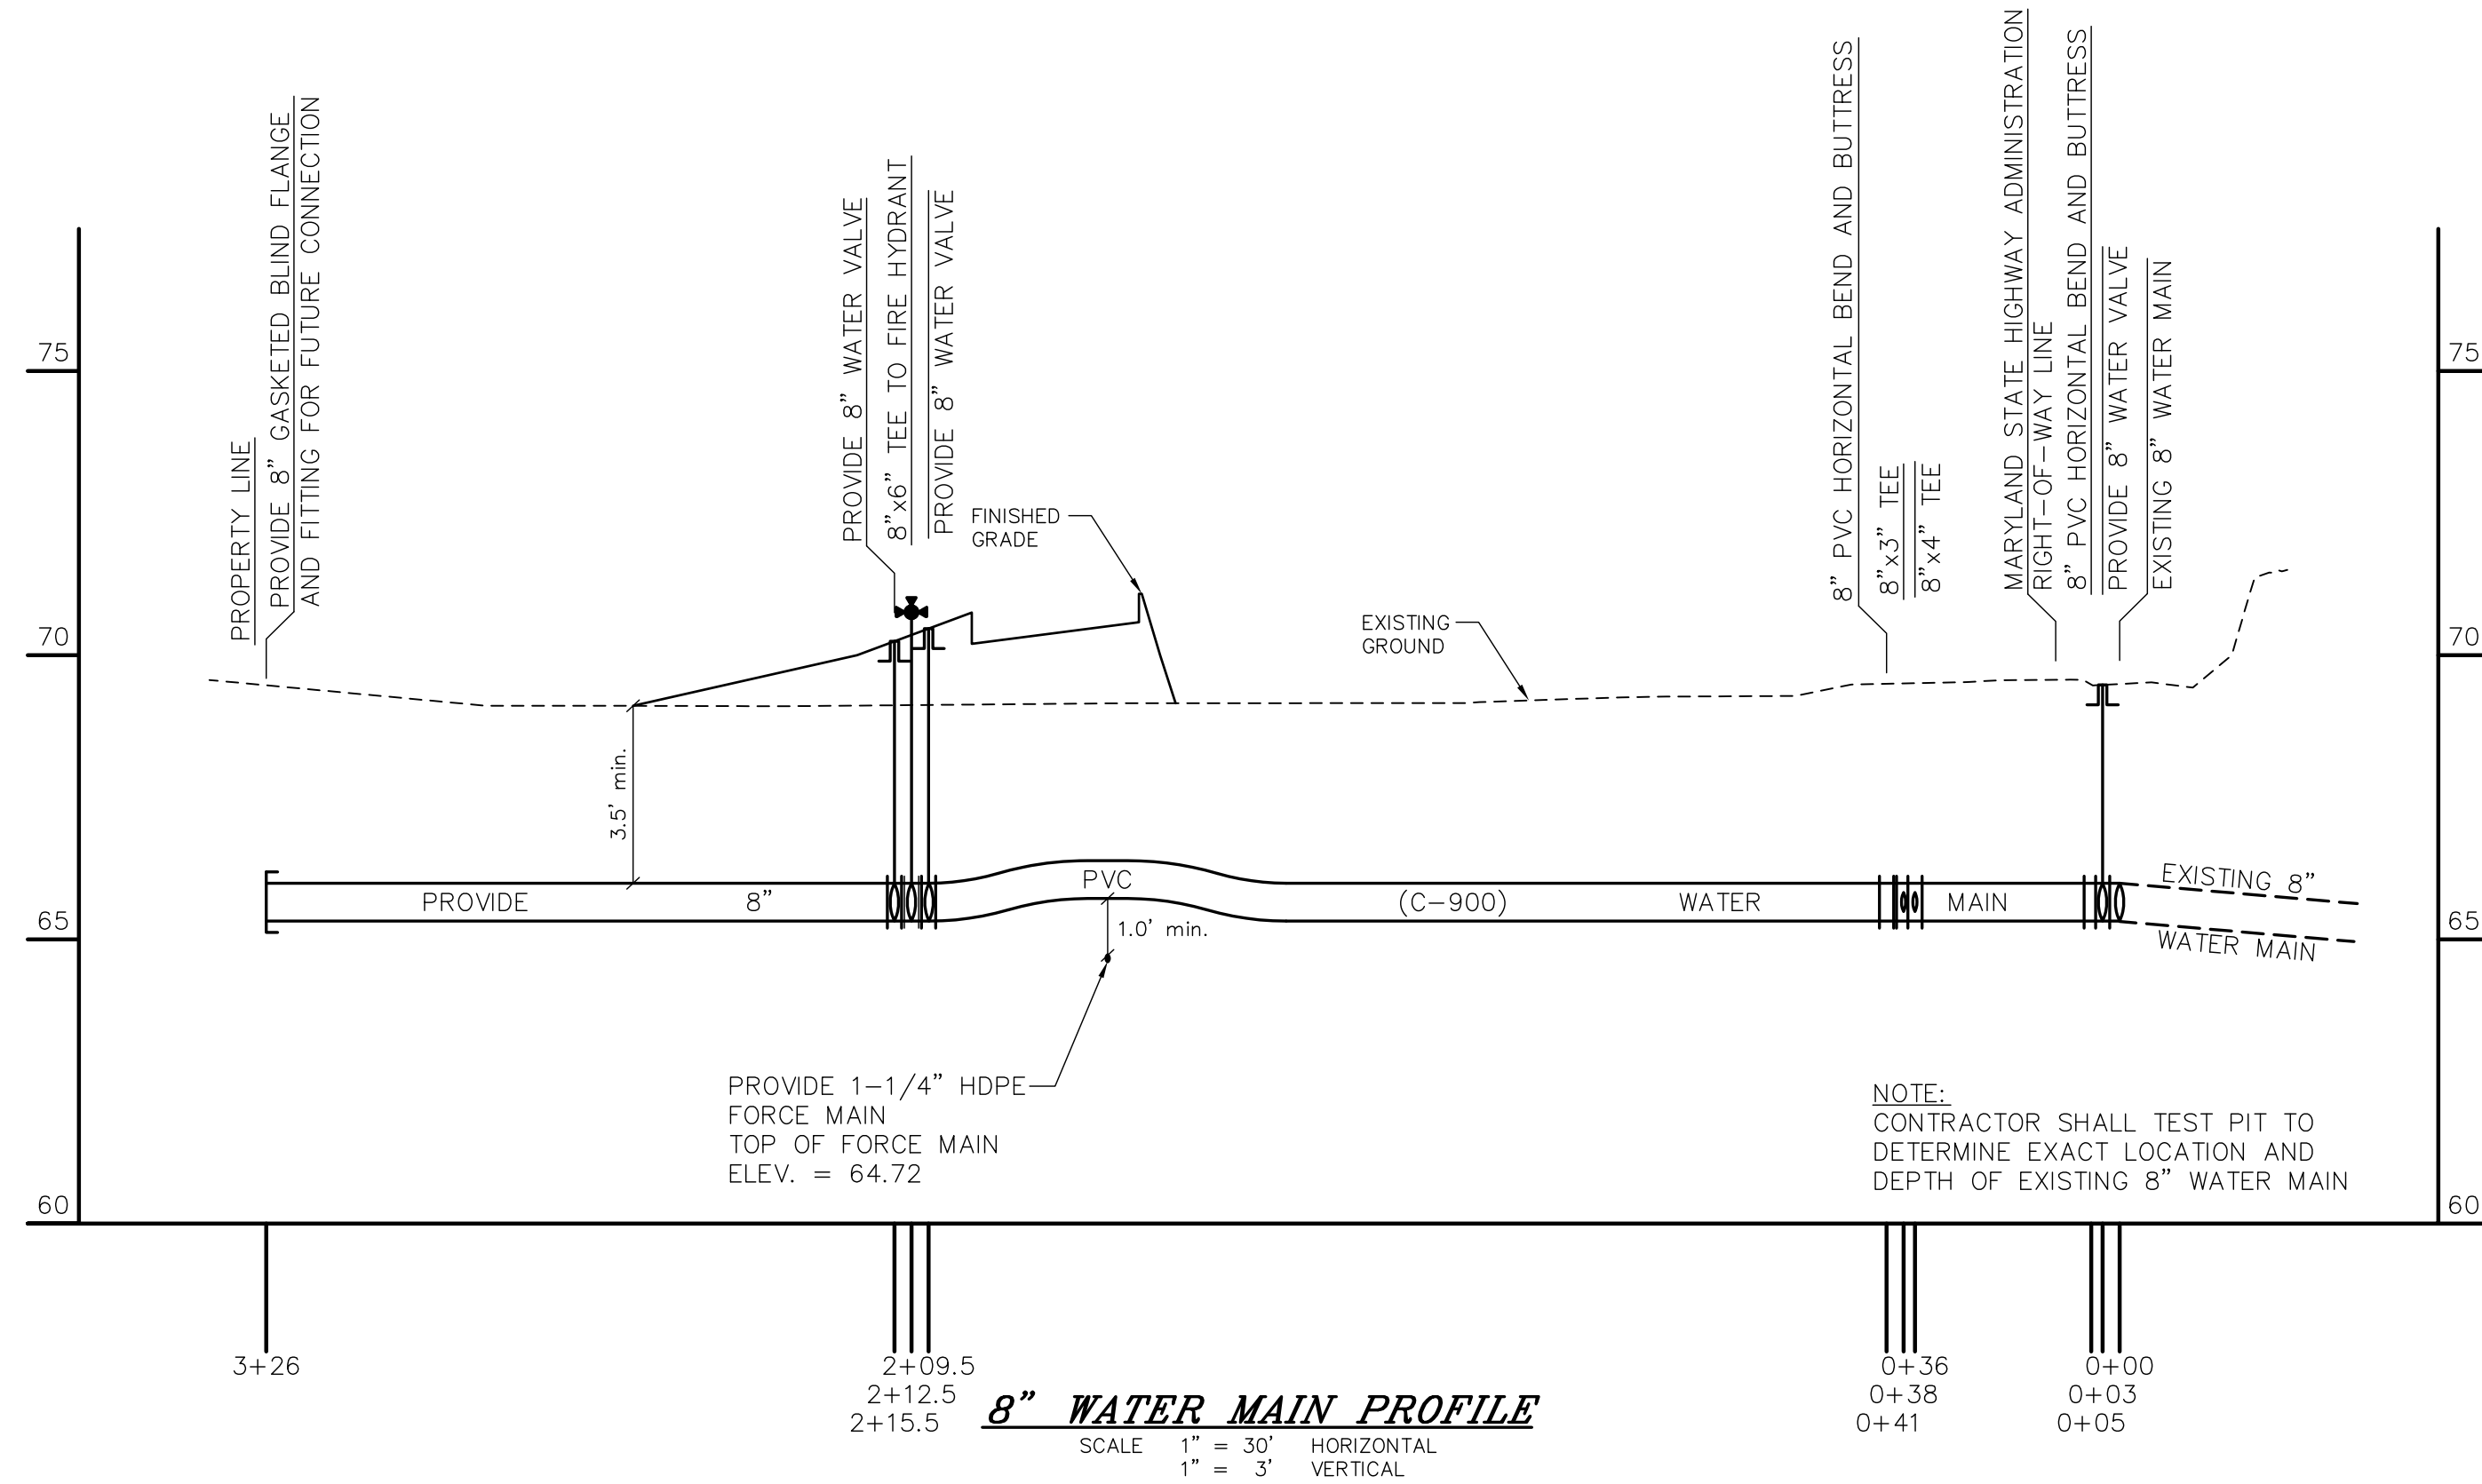 PROPERTY LINE
PROVIDE 8" GASKETED BLIND FLANGE
AND FITTING FOR FUTURE CONNECTION
PROVIDE 8" WATER VALVE
8"x6" TEE TO FIRE HYDRANT
PROVIDE 8" WATER VALVE
8" PVC HORIZONTAL BEND AND BUTTRESS
8"x3" TEE
8"x4" TEE
MARYLAND STATE HIGHWAY ADMINISTRATION
RIGHT-OF-WAY LINE
8" PVC HORIZONTAL BEND AND BUTTRESS
PROVIDE 8" WATER VALVE
EXISTING 8" WATER MAIN
75
75
FINISHED
GRADE
EXISTING
GROUND
70
70
3.5' min.
PROVIDE 8" PVC (C-900) WATER MAIN
EXISTING 8"
WATER MAIN
1.0' min.
65
65
PROVIDE 1-1/4" HDPE
FORCE MAIN
TOP OF FORCE MAIN
ELEV. = 64.72
NOTE:
CONTRACTOR SHALL TEST PIT TO
DETERMINE EXACT LOCATION AND
DEPTH OF EXISTING 8" WATER MAIN
60
60
3+26
2+09.5
2+12.5
2+15.5
0+36
0+38
0+41
0+00
0+03
0+05
8" WATER MAIN PROFILE
SCALE 1" = 30' HORIZONTAL
1" = 3' VERTICAL